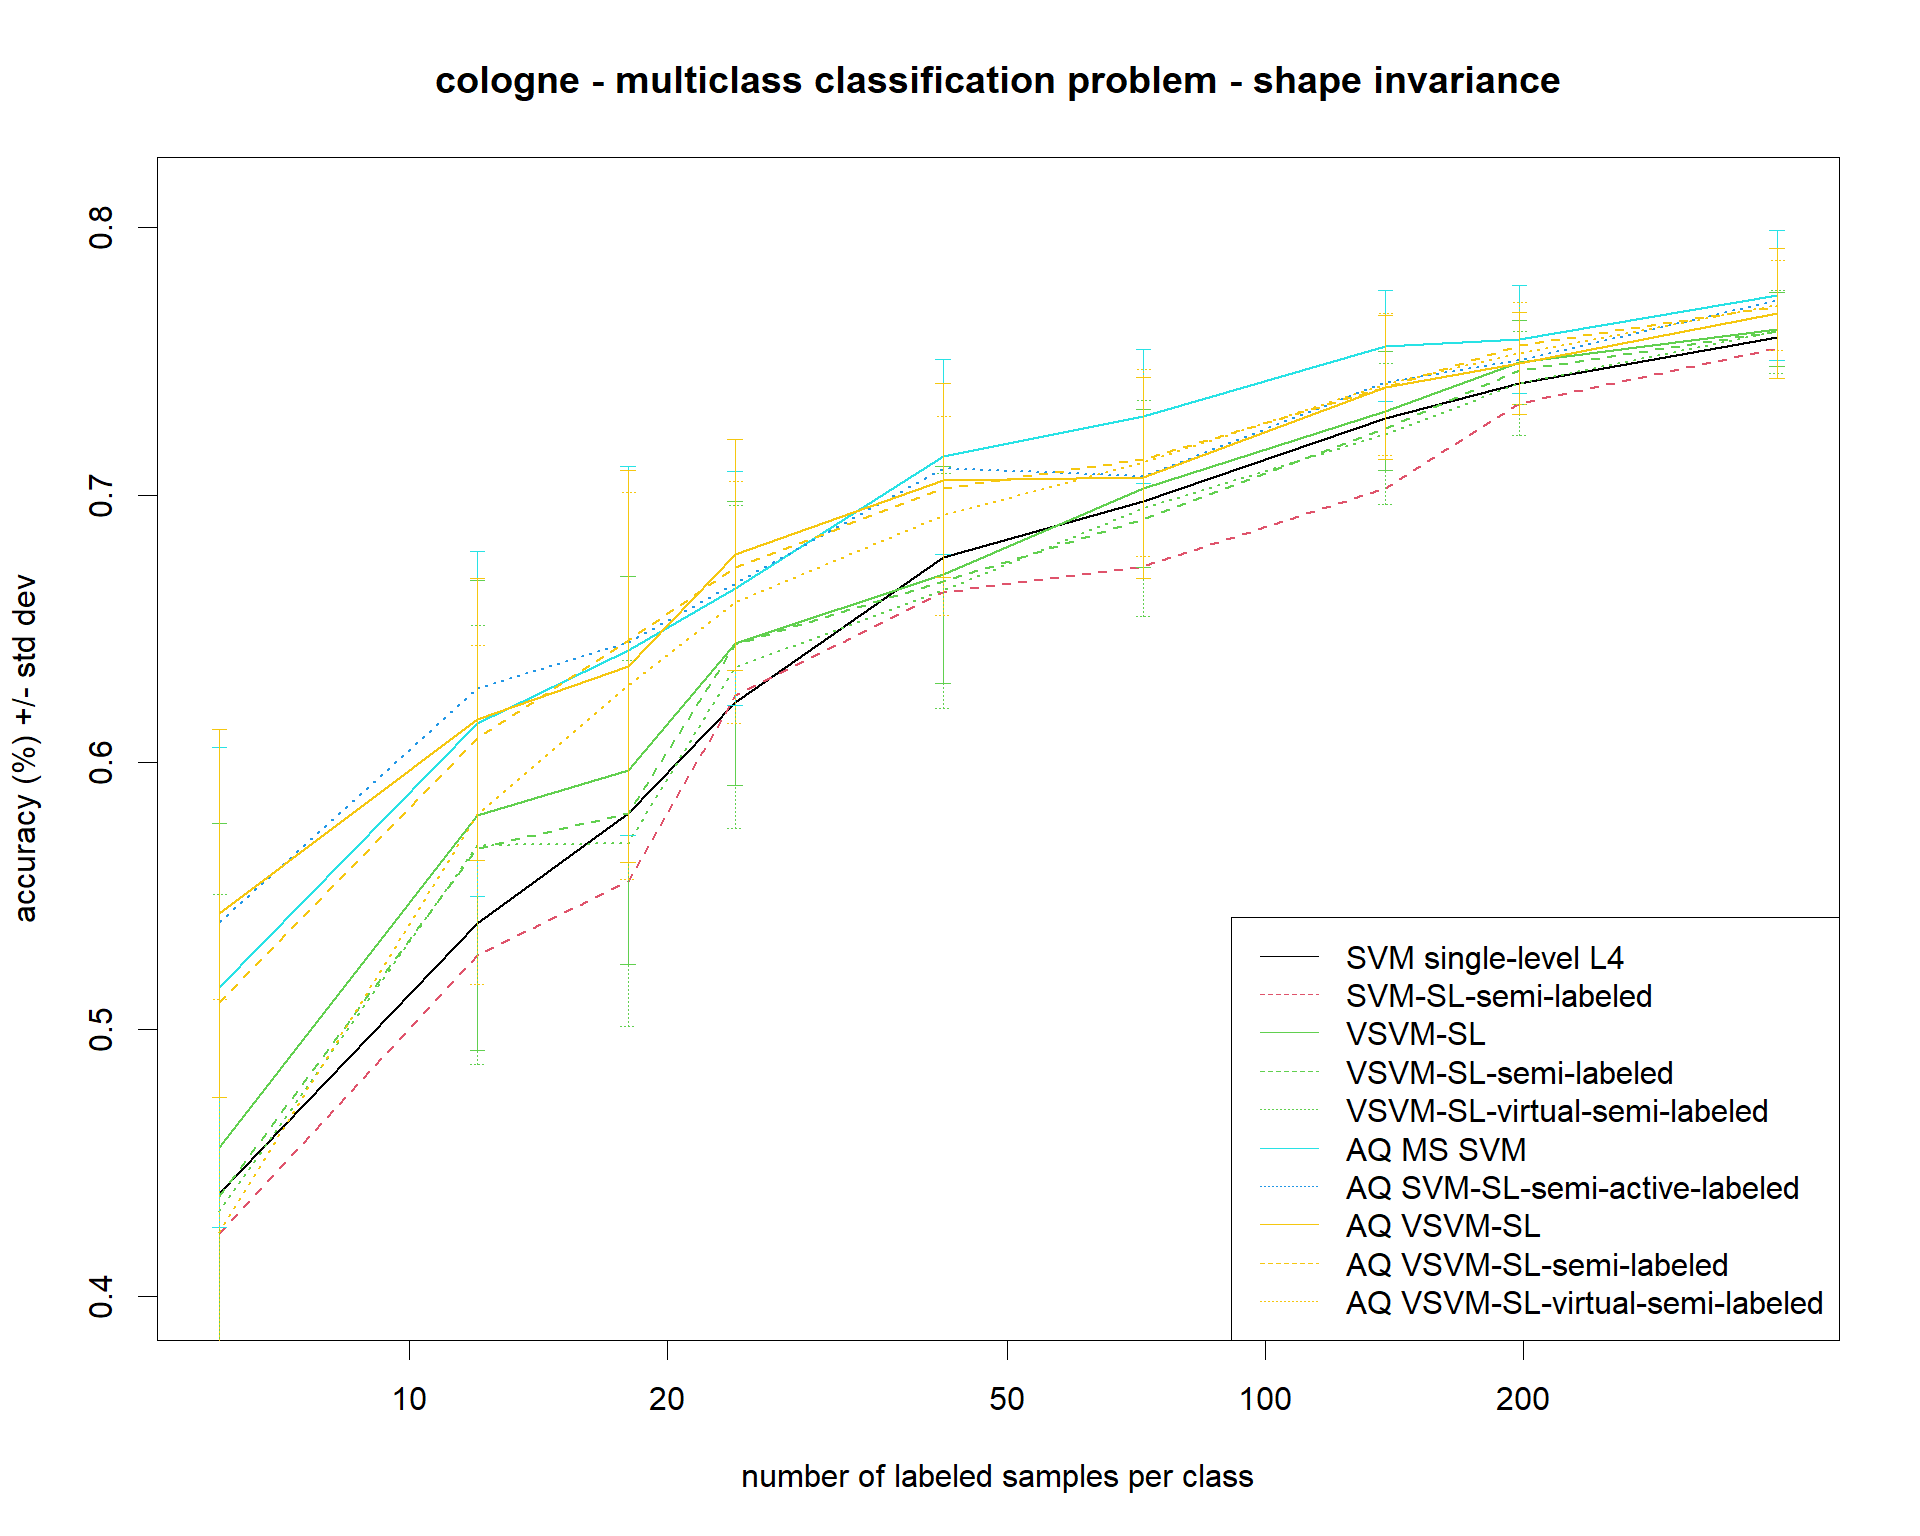 cologne - multiclass classification problem - shape invariance
accuracy (%) +/- std dev
0.8
0.7
0.6
0.5
0.4
SVM single-level L4
SVM-SL-semi-labeled
VSVM-SL
VSVM-SL-semi-labeled
VSVM-SL-virtual-semi-labeled
AQ MS SVM
AQ SVM-SL-semi-active-labeled
AQ VSVM-SL
AQ VSVM-SL-semi-labeled
AQ VSVM-SL-virtual-semi-labeled
10 20 50 100 200
number of labeled samples per class